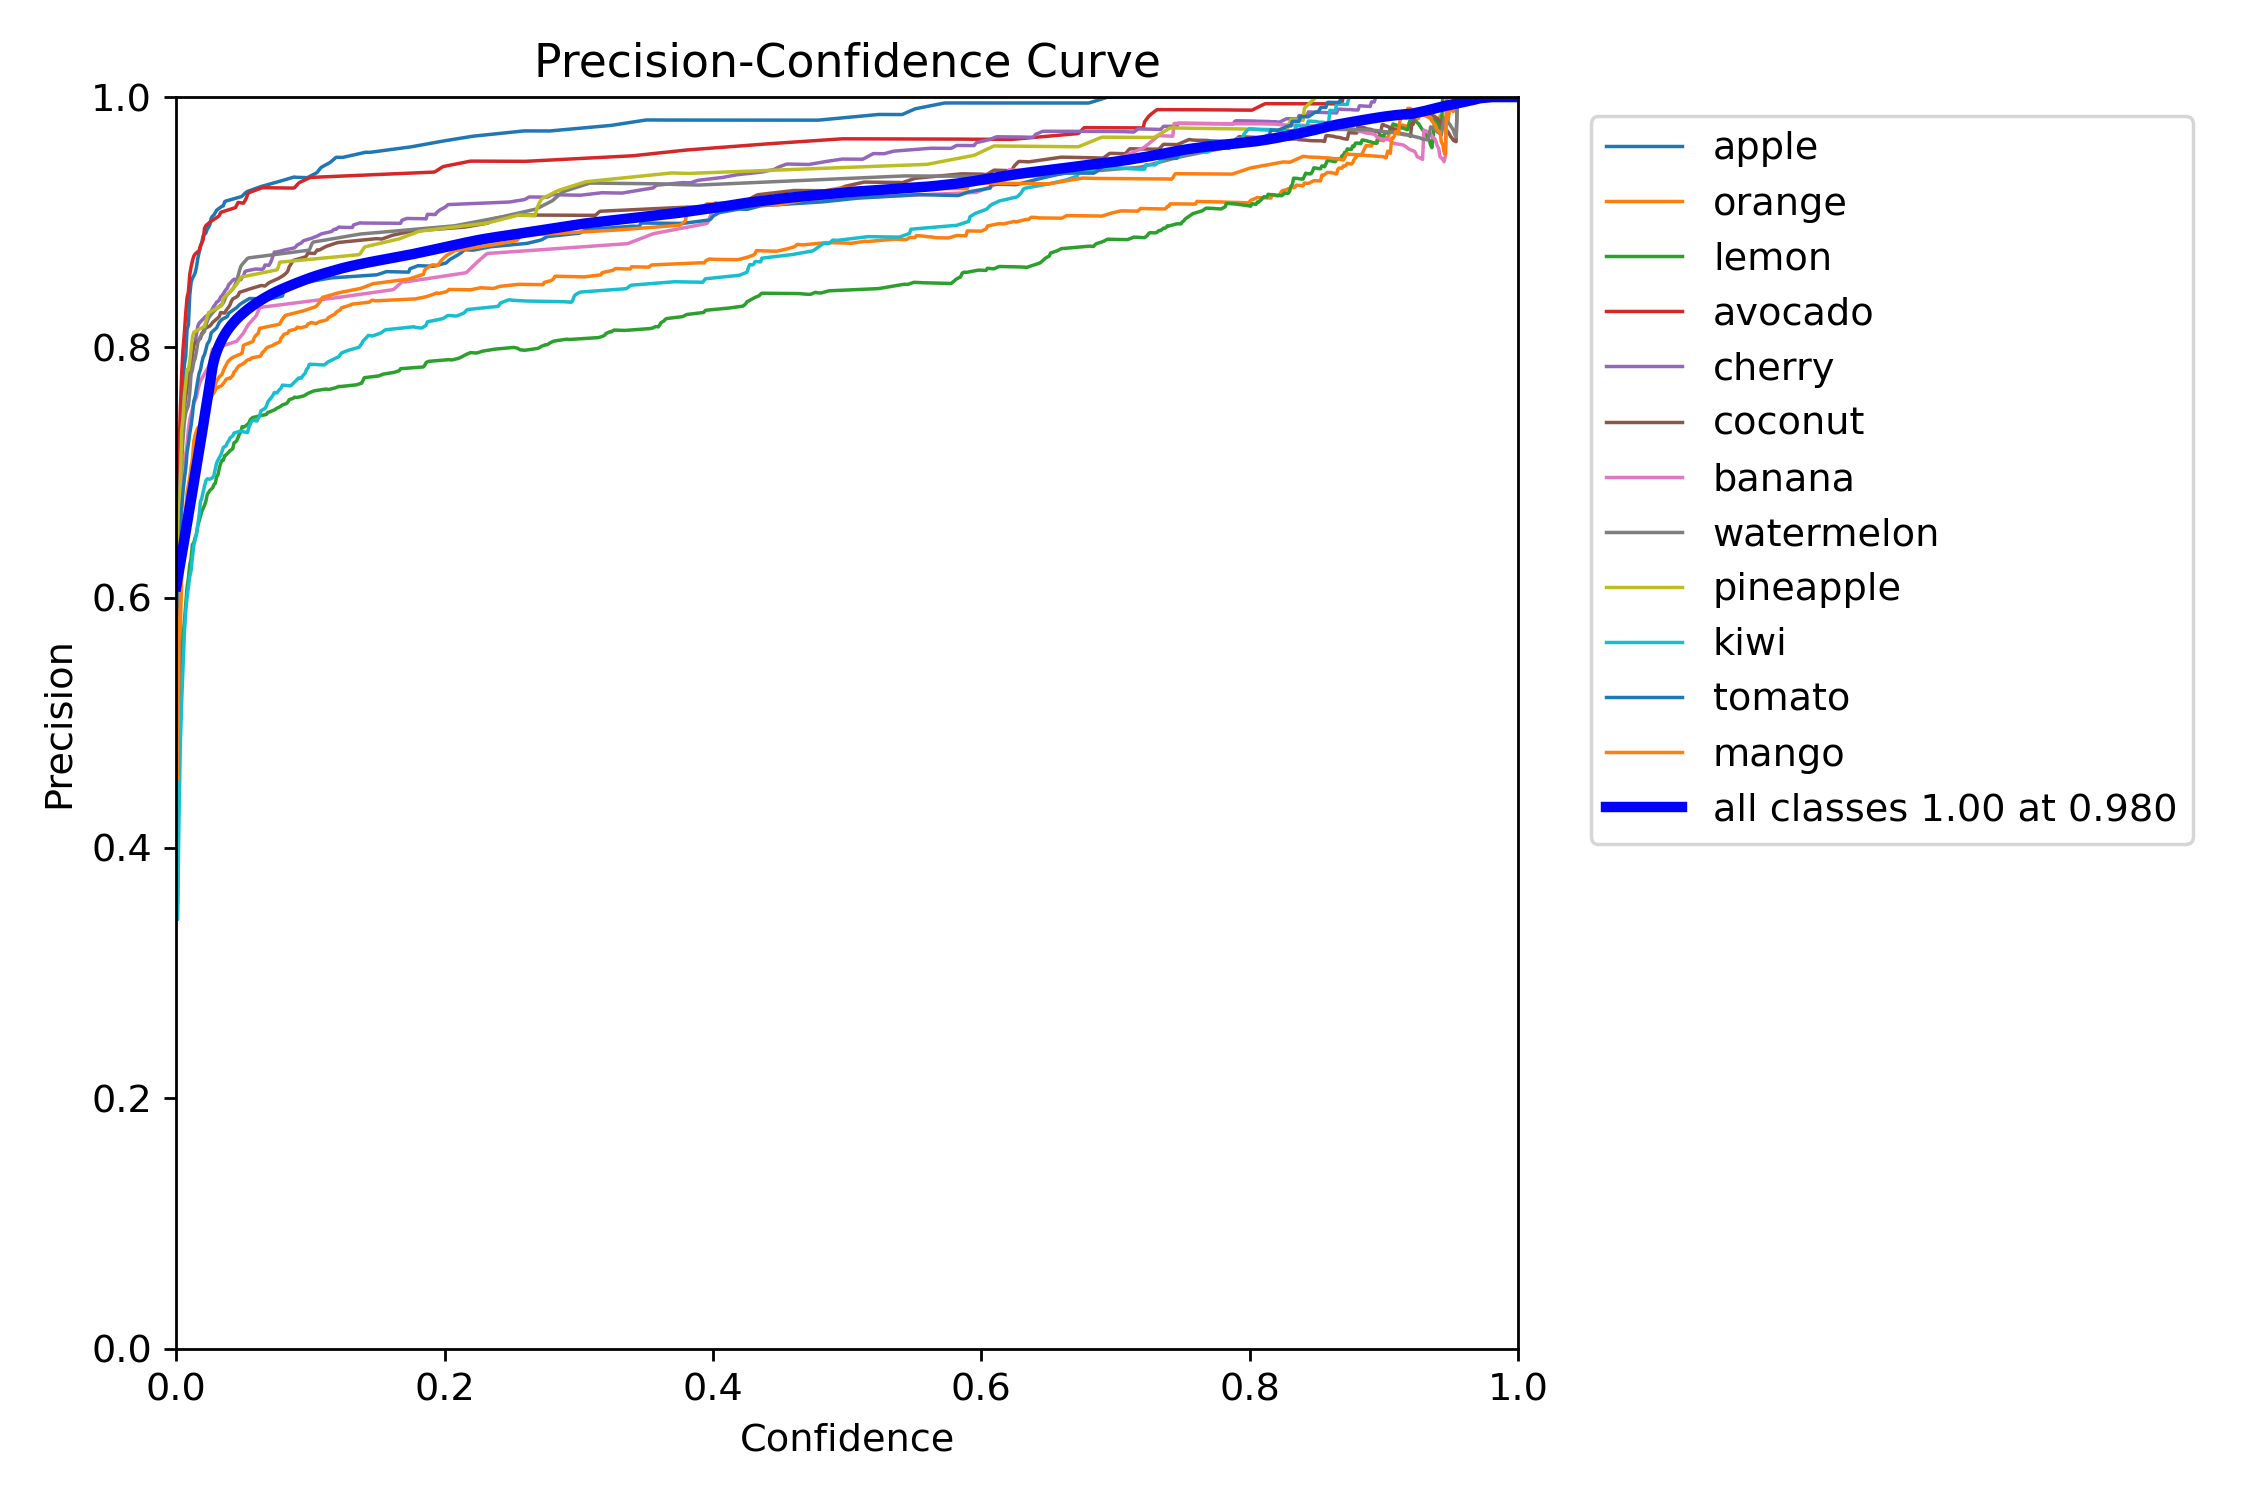 Precision-Confidence Curve
1.0
0.8
0.6
0.4
0.2
0.0
Precision
0.0 0.2 0.4 0.6 0.8 1.0
Confidence
apple
orange
lemon
avocado
cherry
coconut
banana
watermelon
pineapple
kiwi
tomato
mango
all classes 1.00 at 0.980